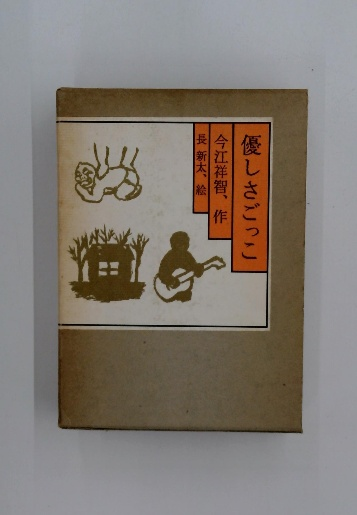 優しさごっこ
今江祥智、作
長 新太、絵